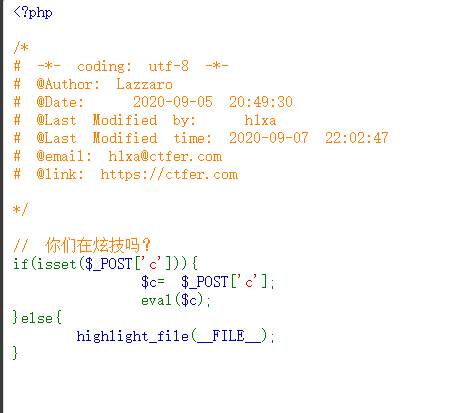 <?php
/*
# -*- coding: utf-8 -*-
# @Author: Lazzaro
# @Date: 2020-09-05 20:49:30
# @Last Modified by: hlxa
# @Last Modified time: 2020-09-07 22:02:47
# @email: hlxa@ctfer.com
# @link: https://ctfer.com
*/
// 你们在炫技吗？
if(isset($_POST['c'])){
$c= $_POST['c'];
eval($c);
}else{
highlight_file(__FILE__);
}